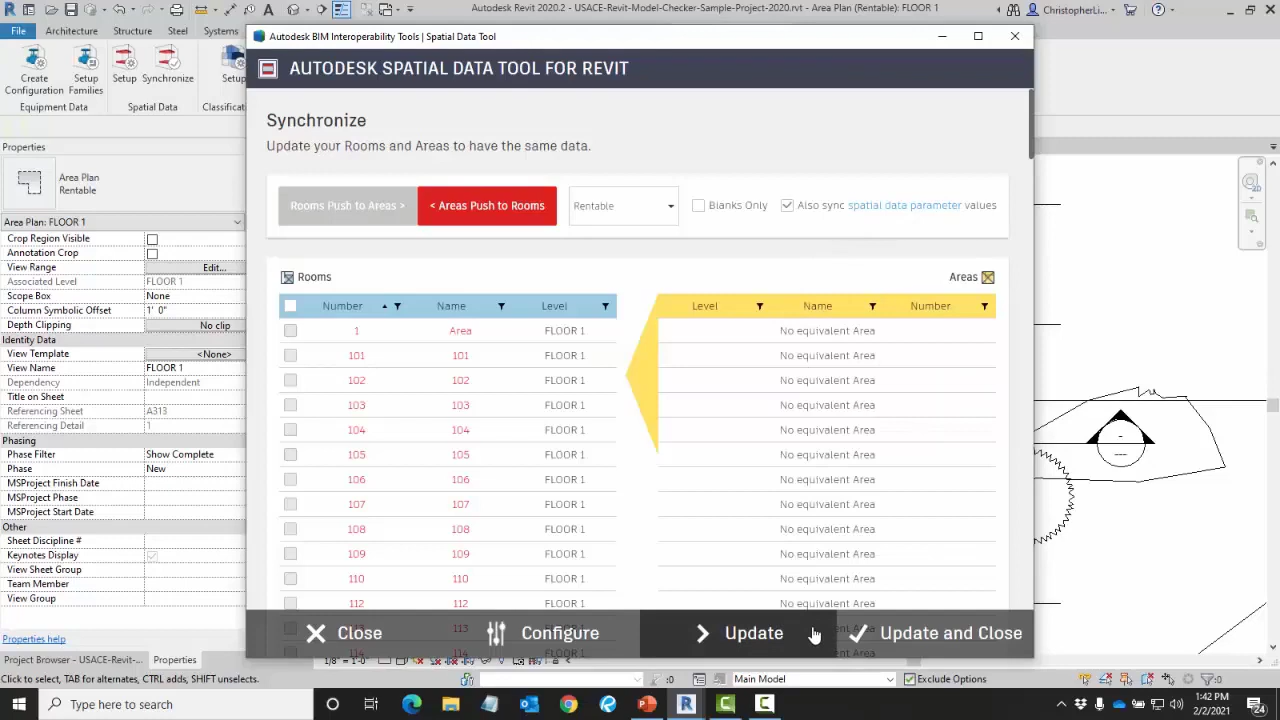 Autodesk Revit 2020.2 - USACE-Revit-Model-Checker-Sample-Project-2020.rvt - Area Plan (Rentable): FLOOR 1
ChristopherLi...
File Architecture Structure Steel Systems
Autodesk BIM Interoperability Tools | Spatial Data Tool
AUTODESK SPATIAL DATA TOOL FOR REVIT
Create Configuration
Setup Families
Setup
Synchronize
Setup
Equipment Data
Spatial Data
Classificati
Synchronize
Update your Rooms and Areas to have the same data.
Rooms Push to Areas >
< Areas Push to Rooms
Rentable
Blanks Only
Also sync spatial data parameter values
Rooms
Areas
Number Name Level Level Name Number
1 Area FLOOR 1 No equivalent Area
101 101 FLOOR 1 No equivalent Area
102 102 FLOOR 1 No equivalent Area
103 103 FLOOR 1 No equivalent Area
104 104 FLOOR 1 No equivalent Area
105 105 FLOOR 1 No equivalent Area
106 106 FLOOR 1 No equivalent Area
107 107 FLOOR 1 No equivalent Area
108 108 FLOOR 1 No equivalent Area
109 109 FLOOR 1 No equivalent Area
110 110 FLOOR 1 No equivalent Area
112 112 FLOOR 1 No equivalent Area
Close
Configure
Update
Update and Close
Properties
Area Plan
Rentable
Area Plan: FLOOR 1
Crop Region Visible
Annotation Crop
View Range Edit...
Associated Level FLOOR 1
Scope Box None
Column Symbolic Offset 1' 0"
Depth Clipping No clip
Identity Data
View Template <None>
View Name FLOOR 1
Dependency Independent
Title on Sheet
Referencing Sheet A313
Referencing Detail 1
Phasing
Phase Filter Show Complete
Phase New
MSProject Finish Date
MSProject Phase
MSProject Start Date
Other
Sheet Discipline #
Keynotes Display
View Sheet Group
Team Member
View Group
Properties help
Project Browser - USACE-Revit-... Properties
1/8" = 1'-0"
Click to select, TAB for alternates, CTRL adds, SHIFT unselects.
:0
Main Model
Exclude Options
:0
Type here to search
1:42 PM
2/2/2021
24